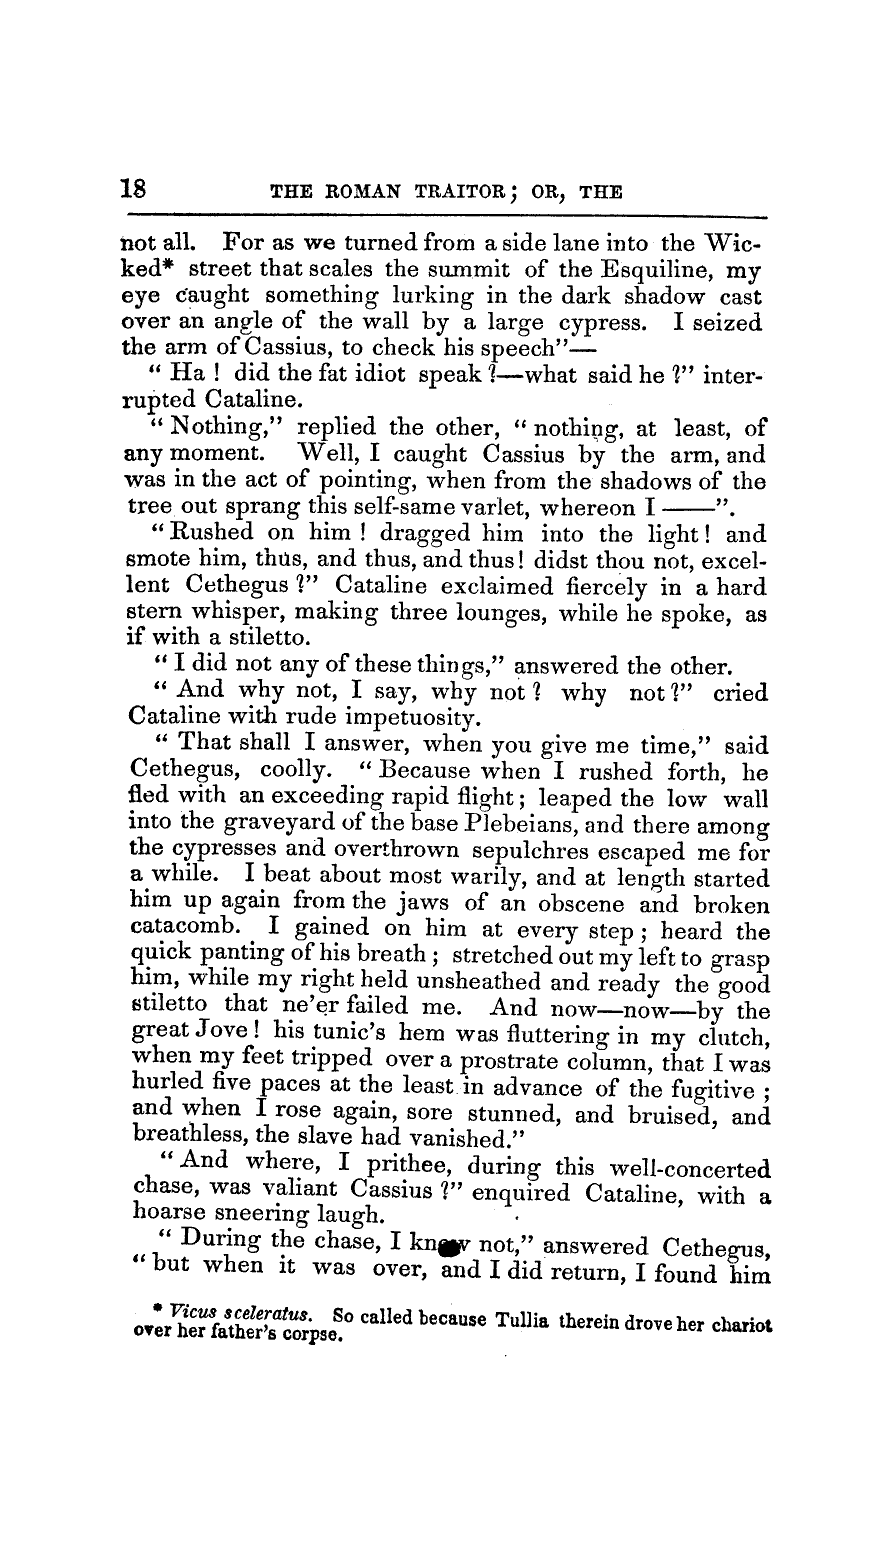 18 THE ROMAN TRAITOR; OR, THE
not all. For as we turned from a side lane into the Wic-
ked* street that scales the summit of the Esquiline, my
eye caught something lurking in the dark shadow cast
over an angle of the wall by a large cypress. I seized
the arm of Cassius, to check his speech"—
" Ha ! did the fat idiot speak ?—what said he ?" inter-
rupted Cataline.
" Nothing," replied the other, " nothing, at least, of
any moment. Well, I caught Cassius by the arm, and
was in the act of pointing, when from the shadows of the
tree out sprang this self-same varlet, whereon I ——".
" Rushed on him ! dragged him into the light ! and
smote him, thus, and thus, and thus ! didst thou not, excel-
lent Cethegus ?" Cataline exclaimed fiercely in a hard
stern whisper, making three lounges, while he spoke, as
if with a stiletto.
" I did not any of these things," answered the other.
" And why not, I say, why not ? why not ?" cried
Cataline with rude impetuosity.
" That shall I answer, when you give me time," said
Cethegus, coolly. " Because when I rushed forth, he
fled with an exceeding rapid flight ; leaped the low wall
into the graveyard of the base Plebeians, and there among
the cypresses and overthrown sepulchres escaped me for
a while. I beat about most warily, and at length started
him up again from the jaws of an obscene and broken
catacomb. I gained on him at every step ; heard the
quick panting of his breath ; stretched out my left to grasp
him, while my right held unsheathed and ready the good
stiletto that ne'er failed me. And now—now—by the
great Jove ! his tunic's hem was fluttering in my clutch,
when my feet tripped over a prostrate column, that I was
hurled five paces at the least in advance of the fugitive ;
and when I rose again, sore stunned, and bruised, and
breathless, the slave had vanished."
" And where, I prithee, during this well-concerted
chase, was valiant Cassius ?" enquired Cataline, with a
hoarse sneering laugh.
" During the chase, I knew not," answered Cethegus,
" but when it was over, and I did return, I found him
* Vicus sceleratus. So called because Tullia therein drove her chariot
over her father's corpse.